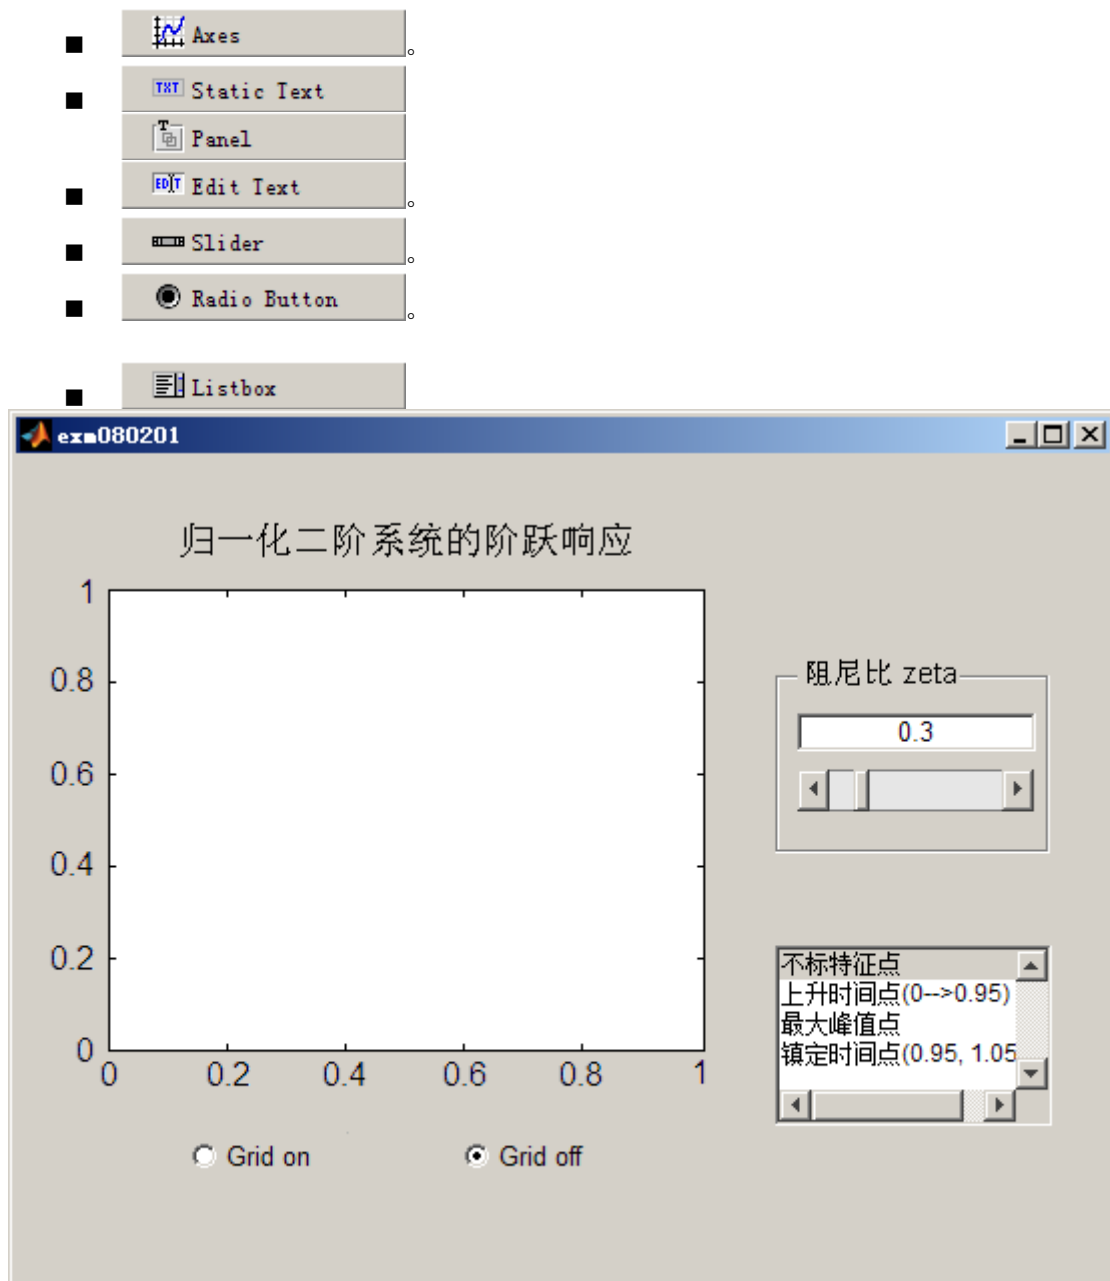 Axes 。
TXT Static Text
T Panel
EDIT Edit Text 。
Slider 。
Radio Button 。
Listbox
exm080201
归一化二阶系统的阶跃响应
1
0.8
0.6
0.4
0.2
0
0 0.2 0.4 0.6 0.8 1
阻尼比 zeta
0.3
不标特征点
上升时间点(0-->0.95)
最大峰值点
镇定时间点(0.95, 1.05
Grid on Grid off